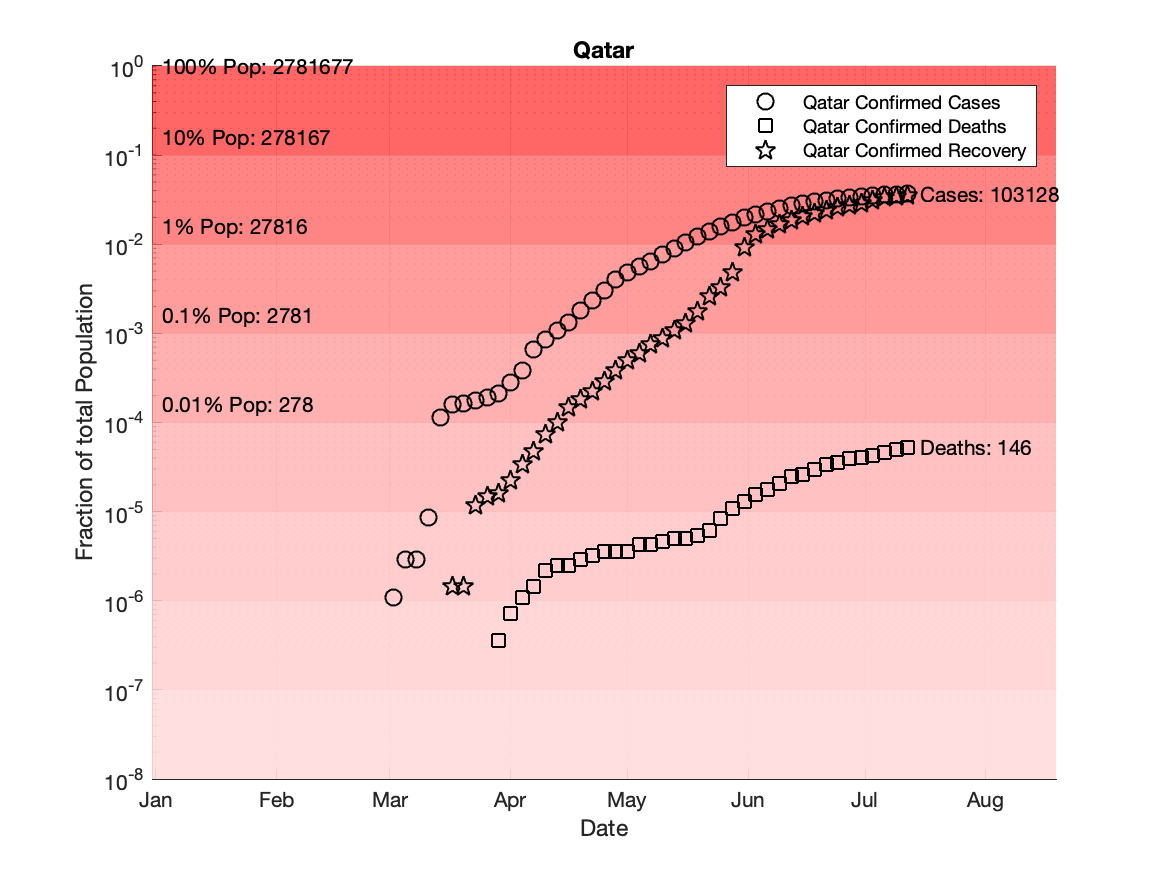 Qatar
10^0
100% Pop: 2781677
Qatar Confirmed Cases
Qatar Confirmed Deaths
Qatar Confirmed Recovery
10% Pop: 278167
10^-1
Cases: 103128
1% Pop: 27816
10^-2
0.1% Pop: 2781
10^-3
0.01% Pop: 278
10^-4
Deaths: 146
10^-5
10^-6
10^-7
10^-8
Fraction of total Population
Jan Feb Mar Apr May Jun Jul Aug
Date